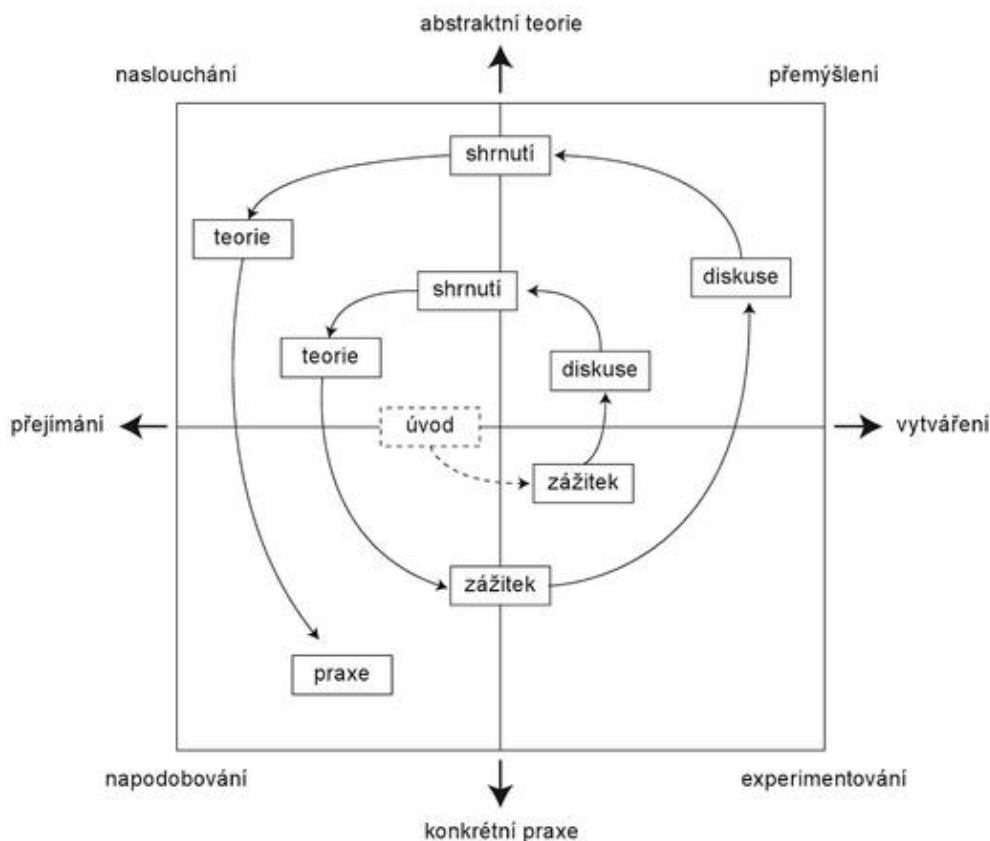 abstraktní teorie
naslouchání
přemýšlení
shrnutí
teorie
diskuse
shrnutí
teorie
diskuse
přejímání
úvod
vytváření
zážitek
zážitek
praxe
napodobování
experimentování
konkrétní praxe